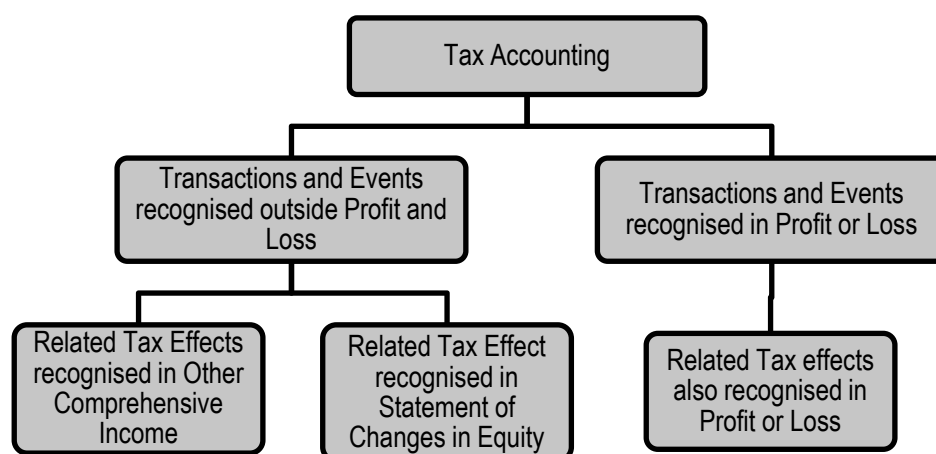 Tax Accounting
Transactions and Events
recognised outside Profit and
Loss
Transactions and Events
recognised in Profit or Loss
Related Tax Effects
recognised in Other
Comprehensive
Income
Related Tax Effect
recognised in
Statement of
Changes in Equity
Related Tax effects
also recognised in
Profit or Loss